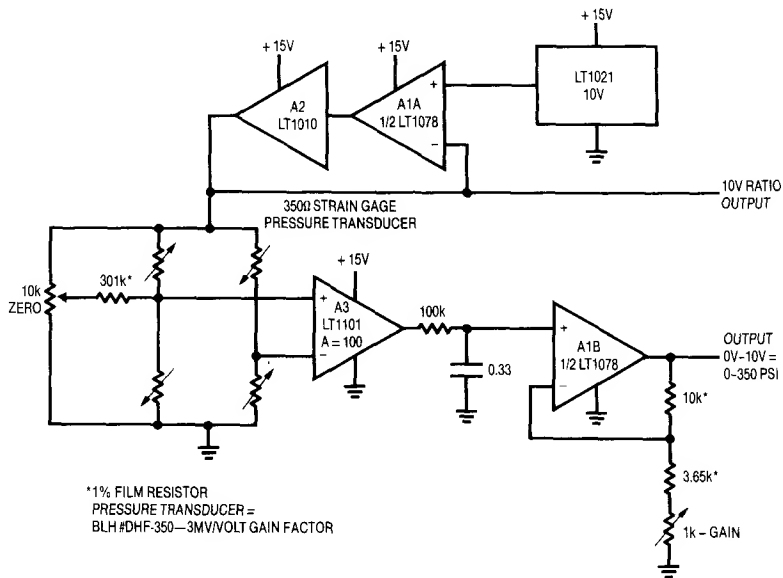 + 15V
+ 15V
+ 15V
A2
LT1010
+
A1A
1/2 LT1078
−
LT1021
10V
10V RATIO
OUTPUT
350Ω STRAIN GAGE
PRESSURE TRANSDUCER
10k
ZERO
301k*
+ 15V
+
A3
LT1101
A = 100
−
100k
0.33
+
A1B
1/2 LT1078
−
OUTPUT
0V–10V =
0–350 PSI
10k*
3.65k*
1k – GAIN
*1% FILM RESISTOR
PRESSURE TRANSDUCER =
BLH #DHF-350—3MV/VOLT GAIN FACTOR